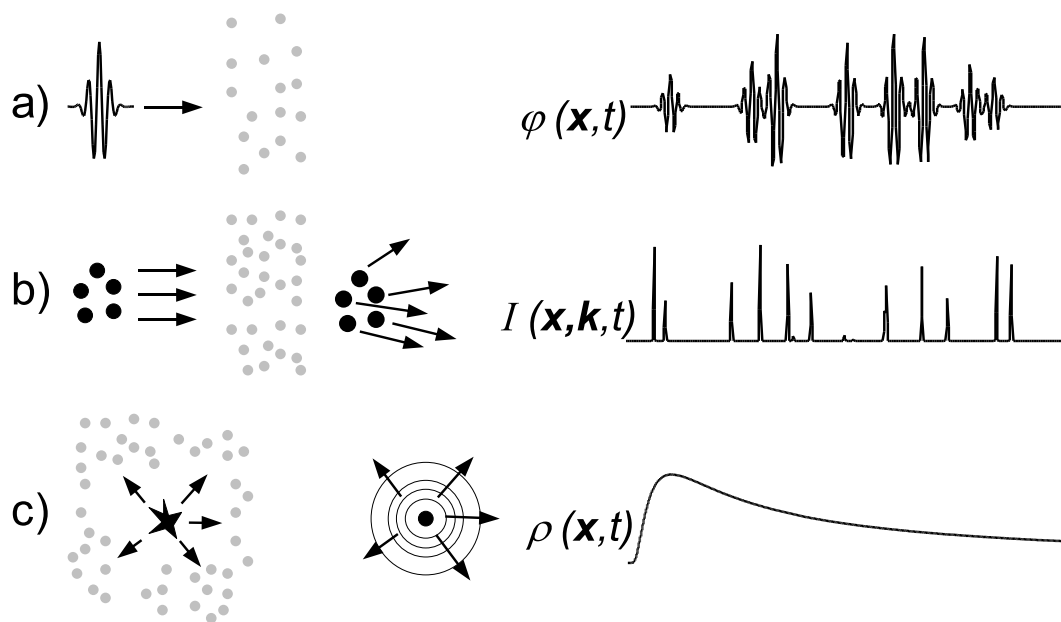 a) φ (x,t)
b) I (x,k,t)
c) ρ (x,t)